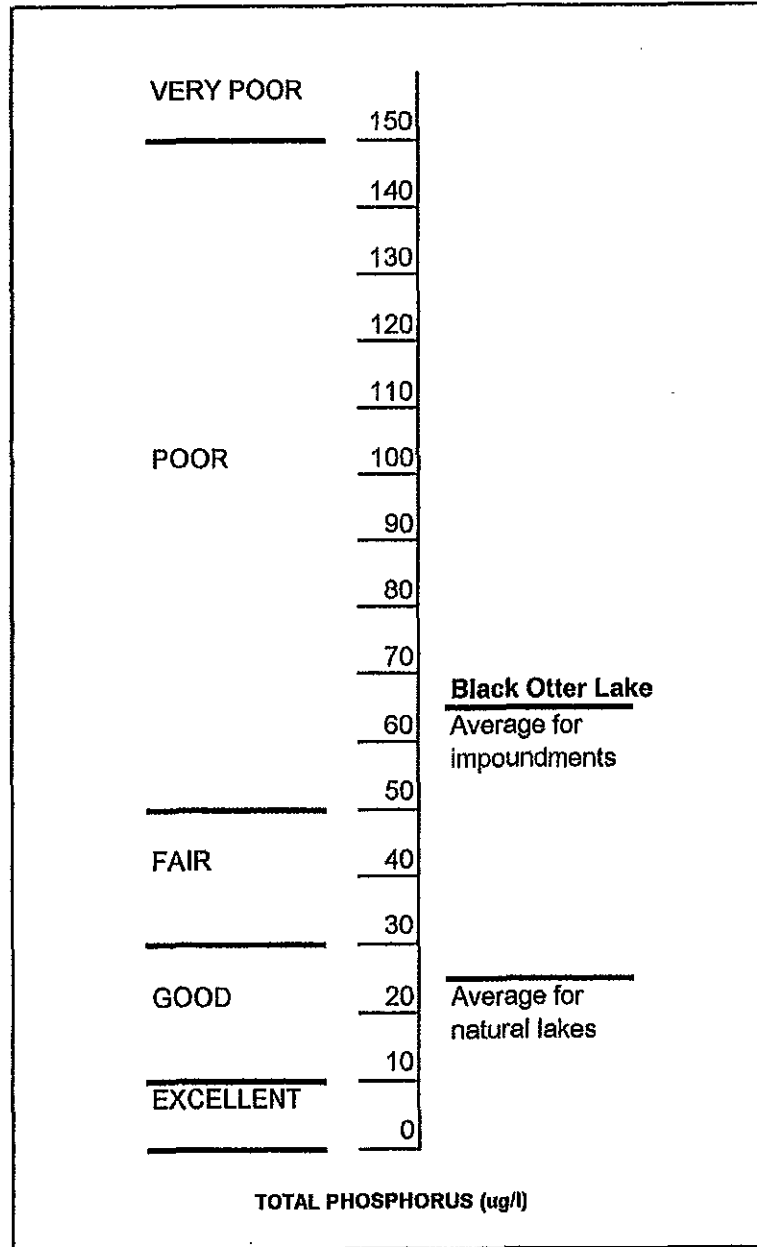 VERY POOR
150
140
130
120
110
POOR
100
90
80
70
Black Otter Lake
60
Average for
impoundments
50
FAIR
40
30
GOOD
20
Average for
natural lakes
10
EXCELLENT
0
TOTAL PHOSPHORUS (ug/l)